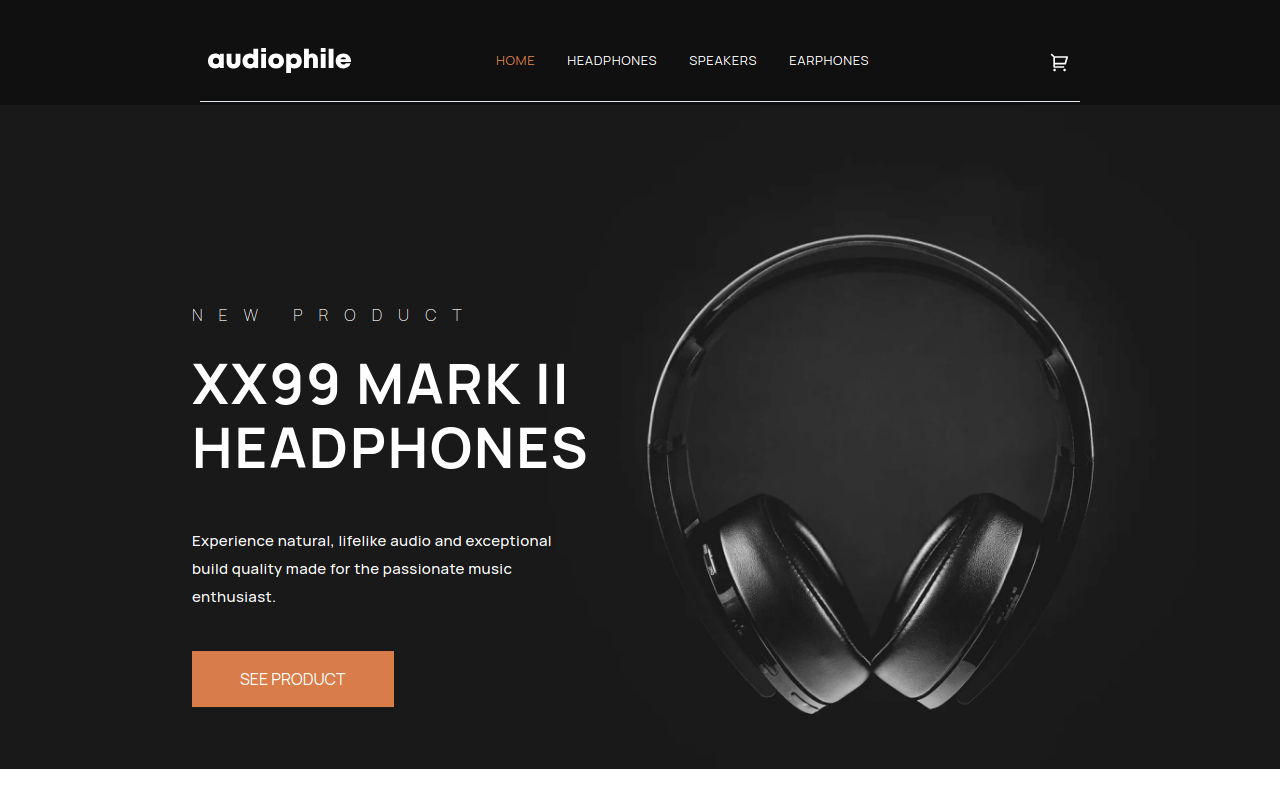 audiophile
HOME HEADPHONES SPEAKERS EARPHONES
NEW PRODUCT
XX99 MARK II
HEADPHONES
Experience natural, lifelike audio and exceptional
build quality made for the passionate music
enthusiast.
SEE PRODUCT